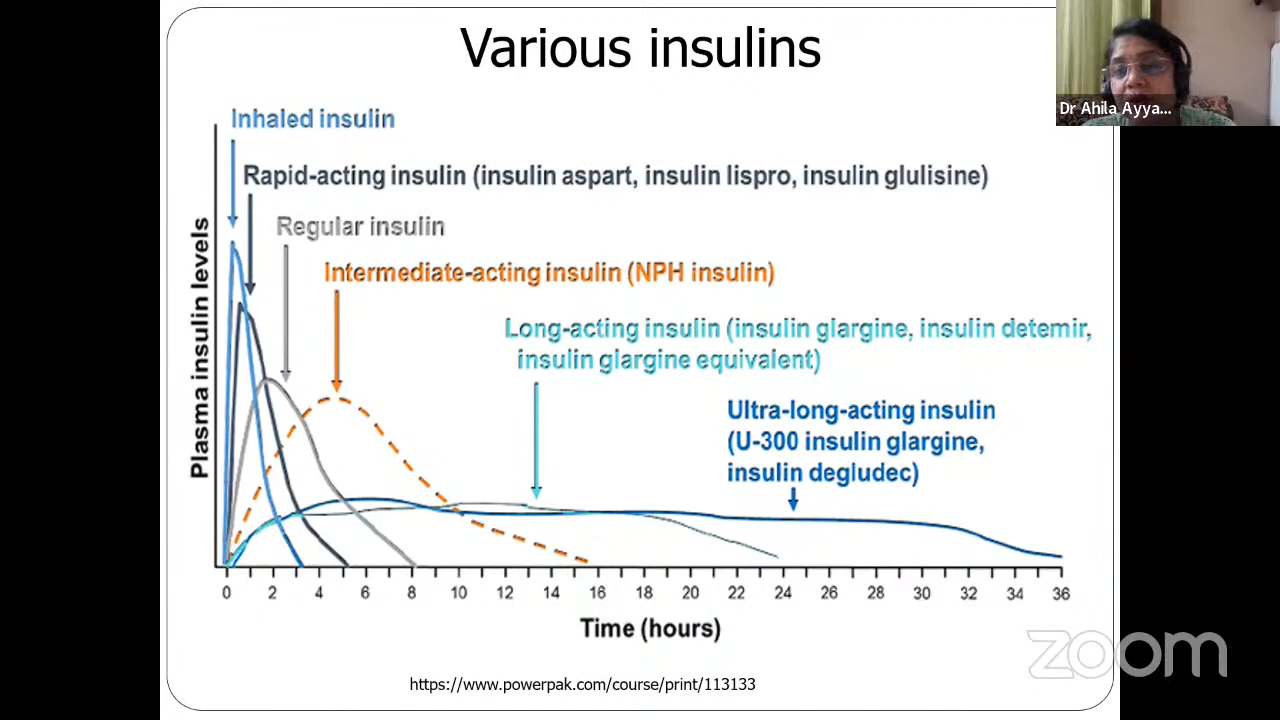 Various insulins
Dr Ahila Ayya...
Inhaled insulin
Rapid-acting insulin (insulin aspart, insulin lispro, insulin glulisine)
Regular insulin
Intermediate-acting insulin (NPH insulin)
Long-acting insulin (insulin glargine, insulin detemir,
insulin glargine equivalent)
Ultra-long-acting insulin
(U-300 insulin glargine,
insulin degludec)
Plasma insulin levels
0 2 4 6 8 10 12 14 16 18 20 22 24 26 28 30 32 34 36
Time (hours)
zoom
https://www.powerpak.com/course/print/113133